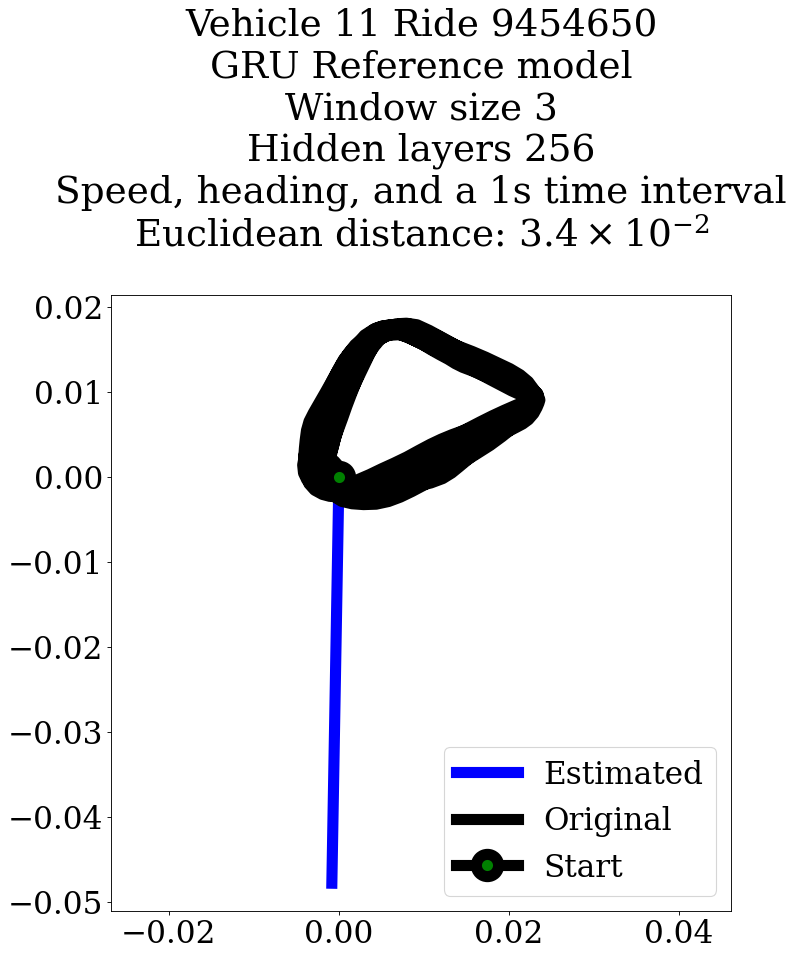 Vehicle 11 Ride 9454650
GRU Reference model
Window size 3
Hidden layers 256
Speed, heading, and a 1s time interval
Euclidean distance: 3.4 × 10⁻²
0.02
0.01
0.00
−0.01
−0.02
−0.03
−0.04
−0.05
−0.02 0.00 0.02 0.04
Estimated
Original
Start